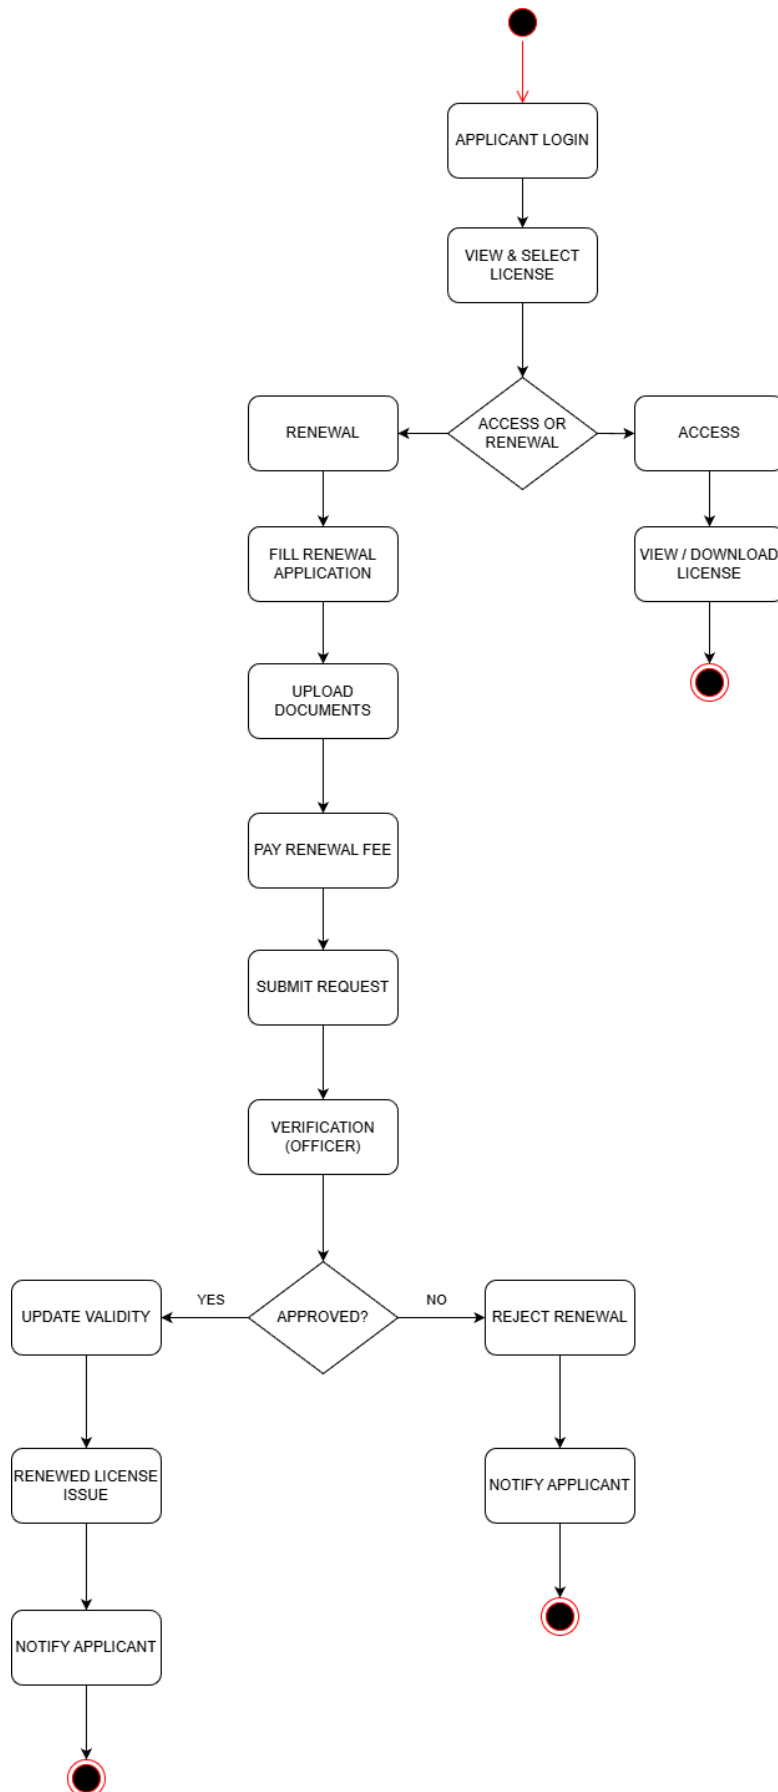 APPLICANT LOGIN
VIEW & SELECT
LICENSE
ACCESS OR
RENEWAL
RENEWAL
ACCESS
FILL RENEWAL
APPLICATION
VIEW / DOWNLOAD
LICENSE
UPLOAD
DOCUMENTS
PAY RENEWAL FEE
SUBMIT REQUEST
VERIFICATION
(OFFICER)
APPROVED?
YES
NO
UPDATE VALIDITY
REJECT RENEWAL
RENEWED LICENSE
ISSUE
NOTIFY APPLICANT
NOTIFY APPLICANT